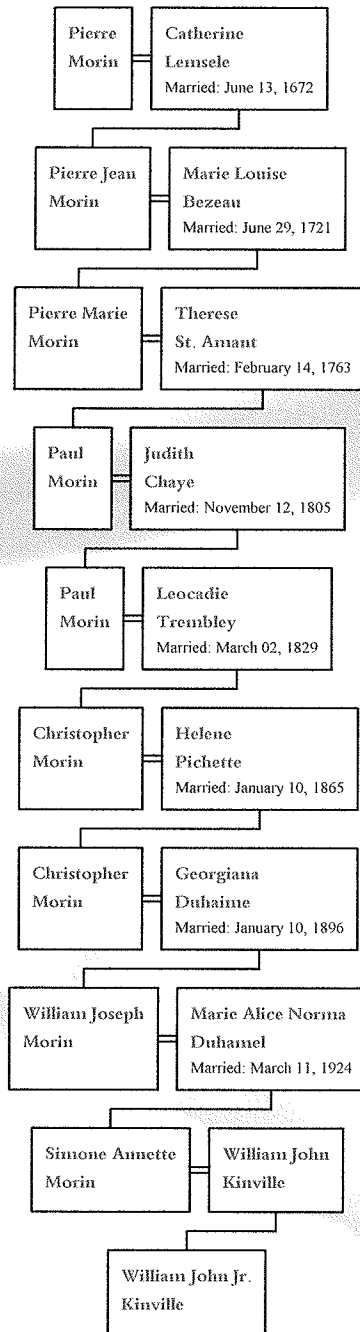 Pierre
Morin
Catherine
Lemsele
Married: June 13, 1672
Pierre Jean
Morin
Marie Louise
Bezeau
Married: June 29, 1721
Pierre Marie
Morin
Therese
St. Amant
Married: February 14, 1763
Paul
Morin
Judith
Chaye
Married: November 12, 1805
Paul
Morin
Leocadie
Trembley
Married: March 02, 1829
Christopher
Morin
Helene
Pichette
Married: January 10, 1865
Christopher
Morin
Georgiana
Duhaime
Married: January 10, 1896
William Joseph
Morin
Marie Alice Norma
Duhamel
Married: March 11, 1924
Simone Annette
Morin
William John
Kinville
William John Jr.
Kinville